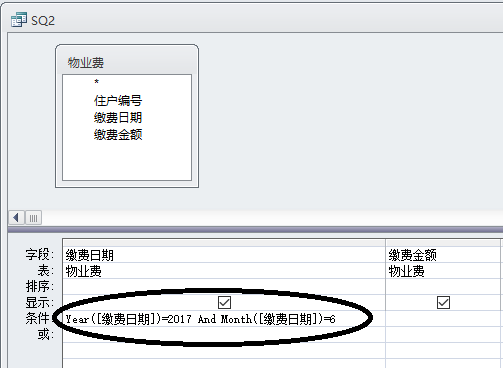 SQ2
物业费
*
住户编号
缴费日期
缴费金额
字段: 缴费日期 缴费金额
表: 物业费 物业费
排序:
显示:
条件: Year([缴费日期])=2017 And Month([缴费日期])=6
或: